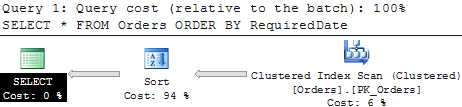 Query 1: Query cost (relative to the batch): 100%
SELECT * FROM Orders ORDER BY RequiredDate
SELECT
Cost: 0 %
Sort
Cost: 94 %
Clustered Index Scan (Clustered)
[Orders].[PK_Orders]
Cost: 6 %